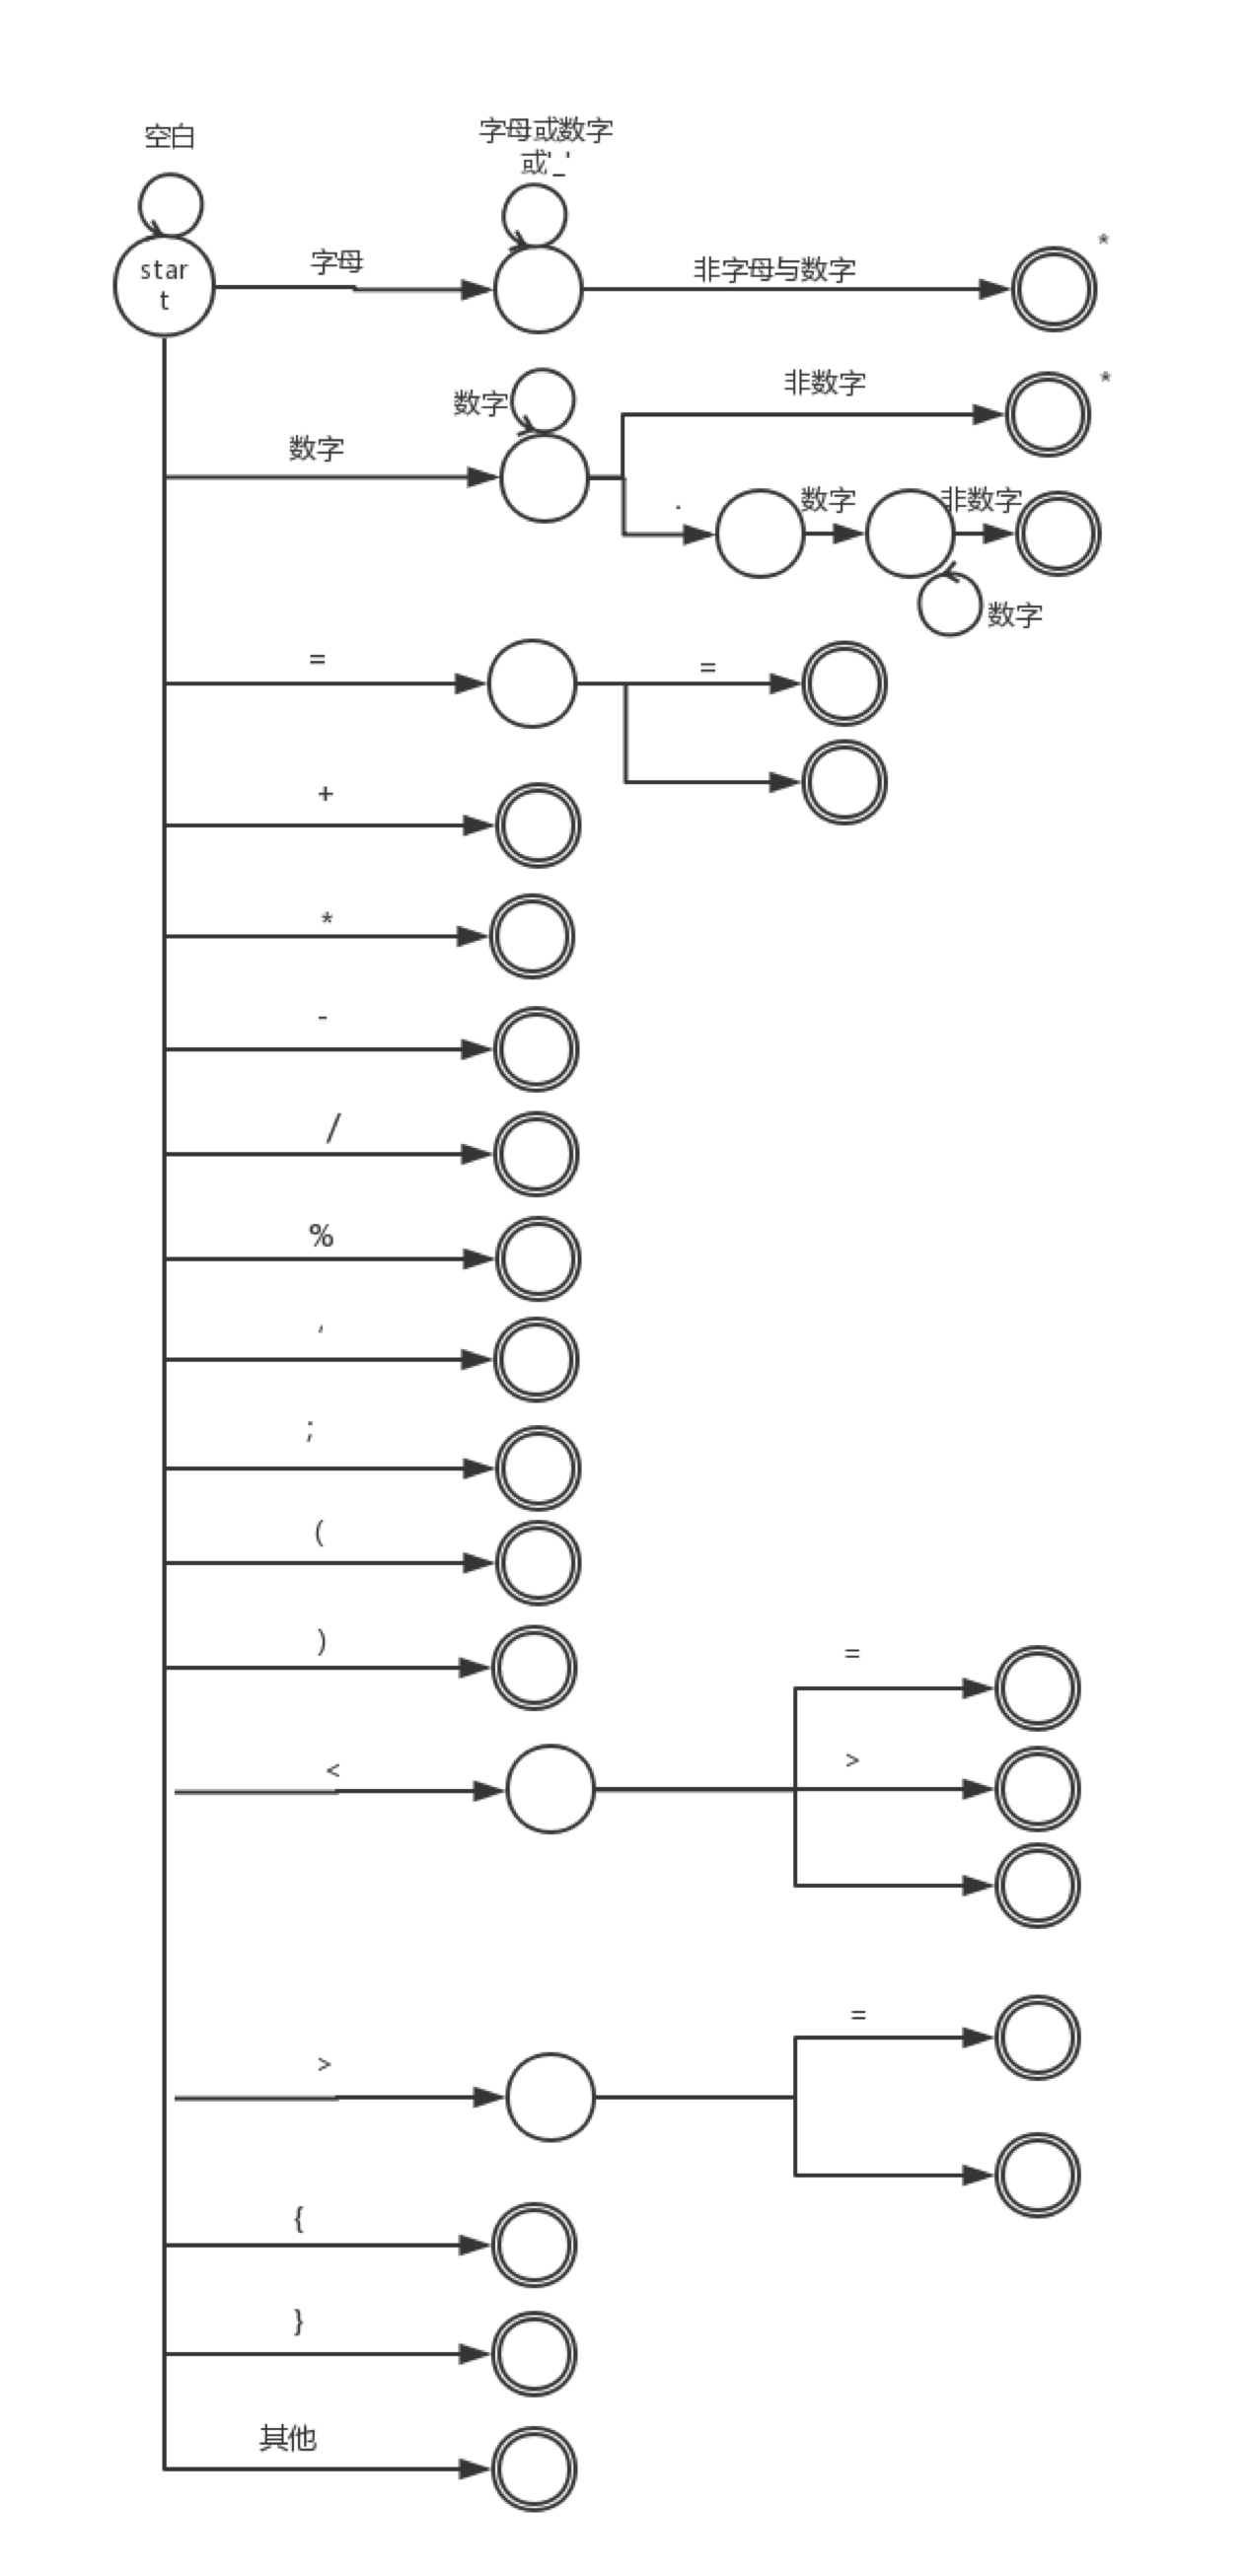 空白
字母或数字
或'_'
star
t
字母
非字母与数字
*
数字
数字
非数字
*
.
数字
非数字
数字
=
=
+
*
-
/
%
,
;
(
)
<
=
>
>
=
{
}
其他